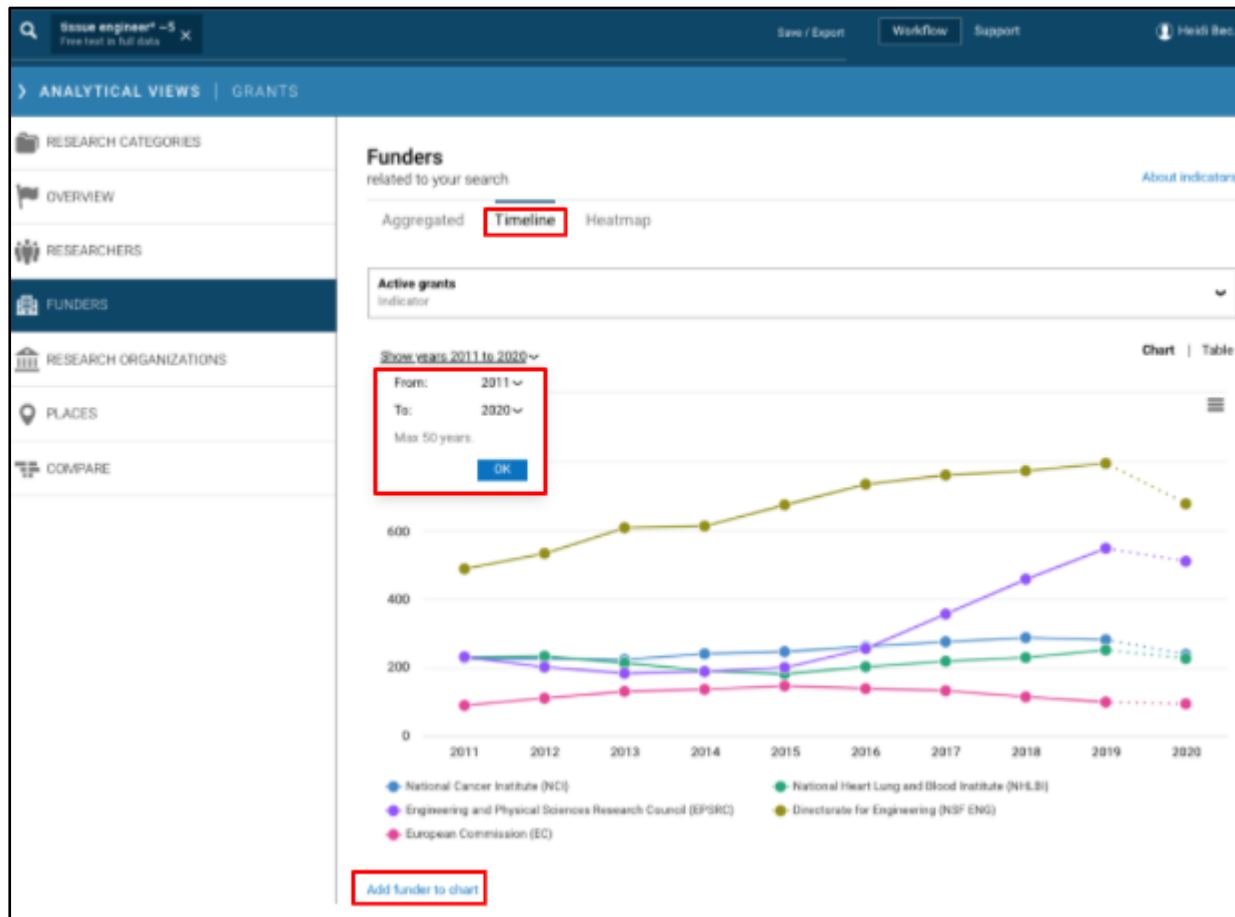 tissue engineer* ~5 ×
Free text in full data
Save / Export
Workflow
Support
Heidi Bec.
ANALYTICAL VIEWS | GRANTS
RESEARCH CATEGORIES
OVERVIEW
RESEARCHERS
FUNDERS
RESEARCH ORGANIZATIONS
PLACES
COMPARE
Funders
related to your search
About indicators
Aggregated
Timeline
Heatmap
Active grants
Indicator
Show years 2011 to 2020
Chart | Table
From: 2011
To: 2020
Max 50 years.
OK
600
400
200
0
2011 2012 2013 2014 2015 2016 2017 2018 2019 2020
National Cancer Institute (NCI)
National Heart Lung and Blood Institute (NHLBI)
Engineering and Physical Sciences Research Council (EPSRC)
Directorate for Engineering (NSF ENG)
European Commission (EC)
Add funder to chart